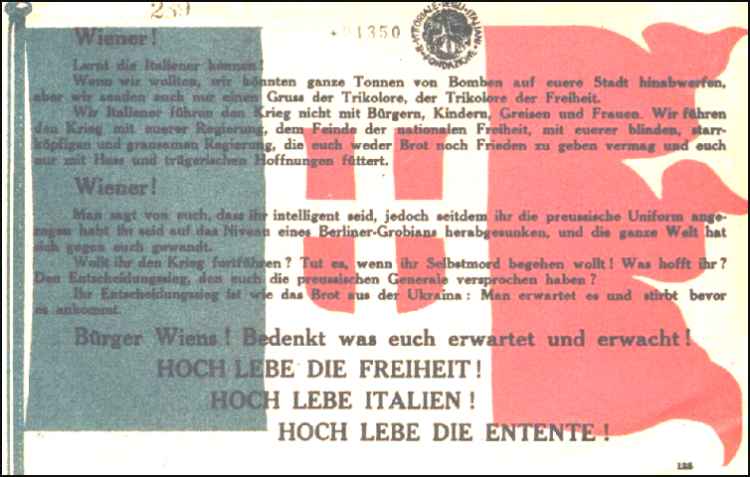 239
Wiener!
Lernt die Italiener kennen!
Wenn wir wollten, wir könnten ganze Tonnen von Bomben auf euere Stadt hinabwerfen,
aber wir senden euch nur einen Gruss der Trikolore, der Trikolore der Freiheit.
Wir Italiener führen den Krieg nicht mit Bürgern, Kindern, Greisen und Frauen. Wir führen
den Krieg mit euerer Regierung, dem Feinde der nationalen Freiheit, mit euerer blinden, starr-
köpfigen und grausamen Regierung, die euch weder Brot noch Frieden zu geben vermag und euch
nur mit Hass und trügerischen Hoffnungen füttert.
Wiener!
Man sagt von euch, dass ihr intelligent seid, jedoch seitdem ihr die preussische Uniform ange-
zogen habt ihr seid auf das Niveau eines Berliner-Grobians herabgesunken, und die ganze Welt hat
sich gegen euch gewandt.
Wollt ihr den Krieg fortführen? Tut es, wenn ihr Selbstmord begehen wollt! Was hofft ihr?
Den Entscheidungssieg, den euch die preussischen Generale versprochen haben?
Ihr Entscheidungssieg ist wie das Brot aus der Ukraina: Man erwartet es und stirbt bevor
es ankommt.
Bürger Wiens! Bedenkt was euch erwartet und erwacht!
HOCH LEBE DIE FREIHEIT!
HOCH LEBE ITALIEN!
HOCH LEBE DIE ENTENTE!